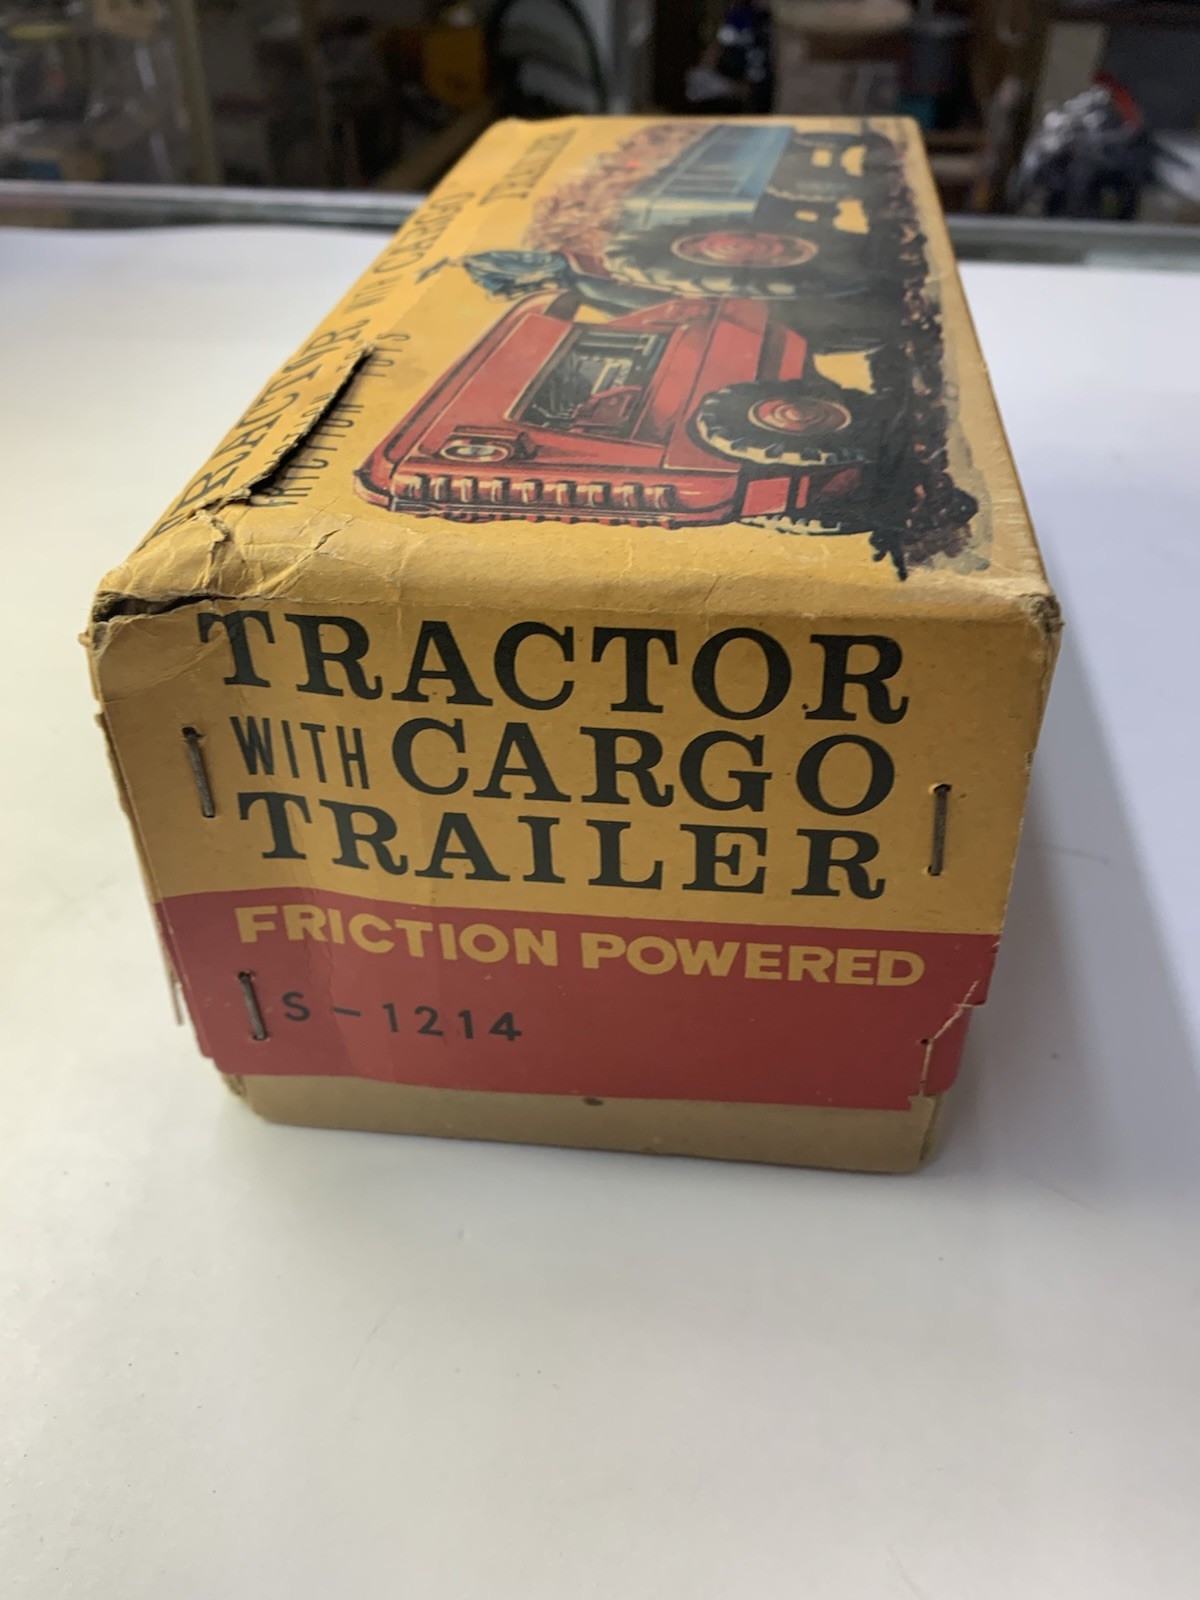 TRACTOR WITH CARGO
TRAILER
FRICTION TOYS
TRACTOR
WITH CARGO
TRAILER
FRICTION POWERED
S-1214